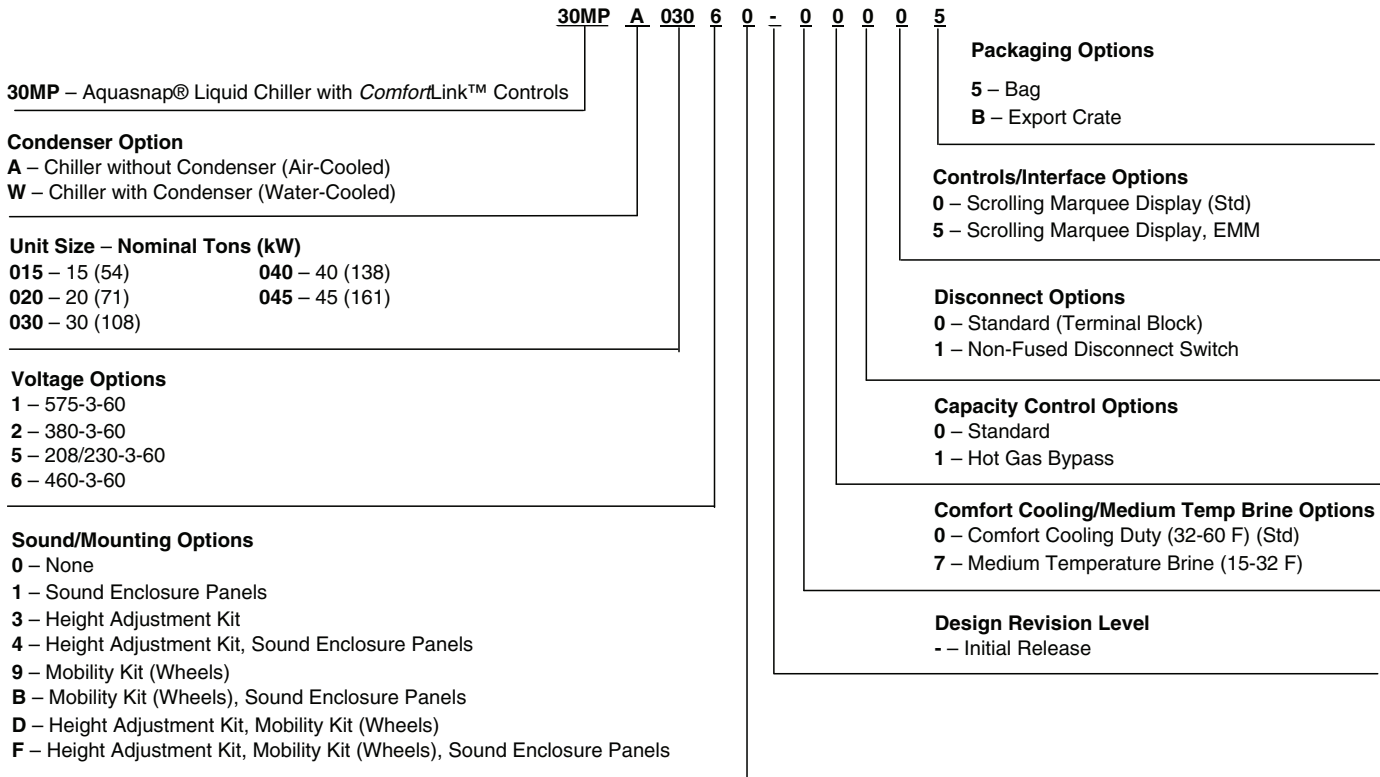 30MP A 030 6 0 - 0 0 0 0 5
30MP – Aquasnap® Liquid Chiller with ComfortLink™ Controls
Condenser Option
A – Chiller without Condenser (Air-Cooled)
W – Chiller with Condenser (Water-Cooled)
Unit Size – Nominal Tons (kW)
015 – 15 (54) 040 – 40 (138)
020 – 20 (71) 045 – 45 (161)
030 – 30 (108)
Voltage Options
1 – 575-3-60
2 – 380-3-60
5 – 208/230-3-60
6 – 460-3-60
Sound/Mounting Options
0 – None
1 – Sound Enclosure Panels
3 – Height Adjustment Kit
4 – Height Adjustment Kit, Sound Enclosure Panels
9 – Mobility Kit (Wheels)
B – Mobility Kit (Wheels), Sound Enclosure Panels
D – Height Adjustment Kit, Mobility Kit (Wheels)
F – Height Adjustment Kit, Mobility Kit (Wheels), Sound Enclosure Panels
Packaging Options
5 – Bag
B – Export Crate
Controls/Interface Options
0 – Scrolling Marquee Display (Std)
5 – Scrolling Marquee Display, EMM
Disconnect Options
0 – Standard (Terminal Block)
1 – Non-Fused Disconnect Switch
Capacity Control Options
0 – Standard
1 – Hot Gas Bypass
Comfort Cooling/Medium Temp Brine Options
0 – Comfort Cooling Duty (32-60 F) (Std)
7 – Medium Temperature Brine (15-32 F)
Design Revision Level
- – Initial Release